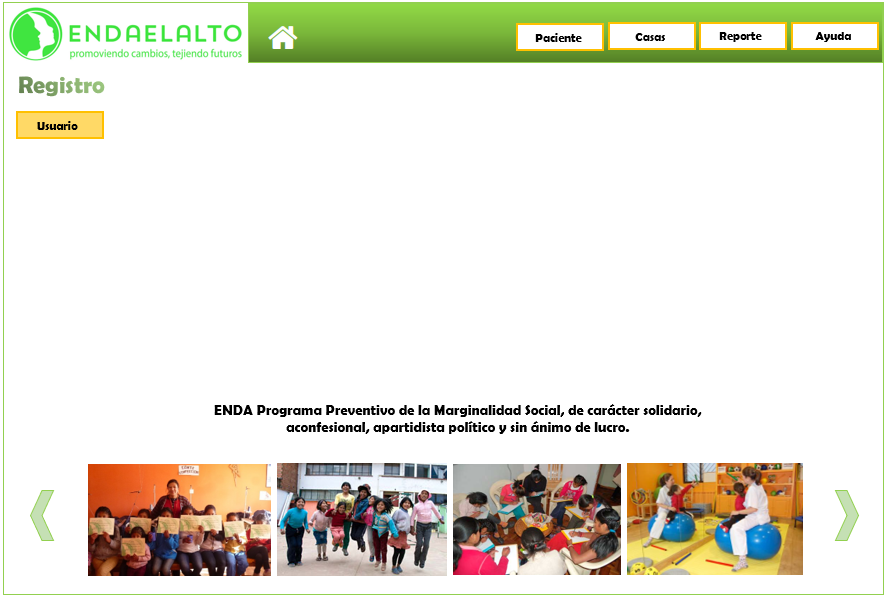 ENDAELALTO
promoviendo cambios, tejiendo futuros
Paciente
Casas
Reporte
Ayuda
Registro
Usuario
ENDA Programa Preventivo de la Marginalidad Social, de carácter solidario,
aconfesional, apartidista político y sin ánimo de lucro.